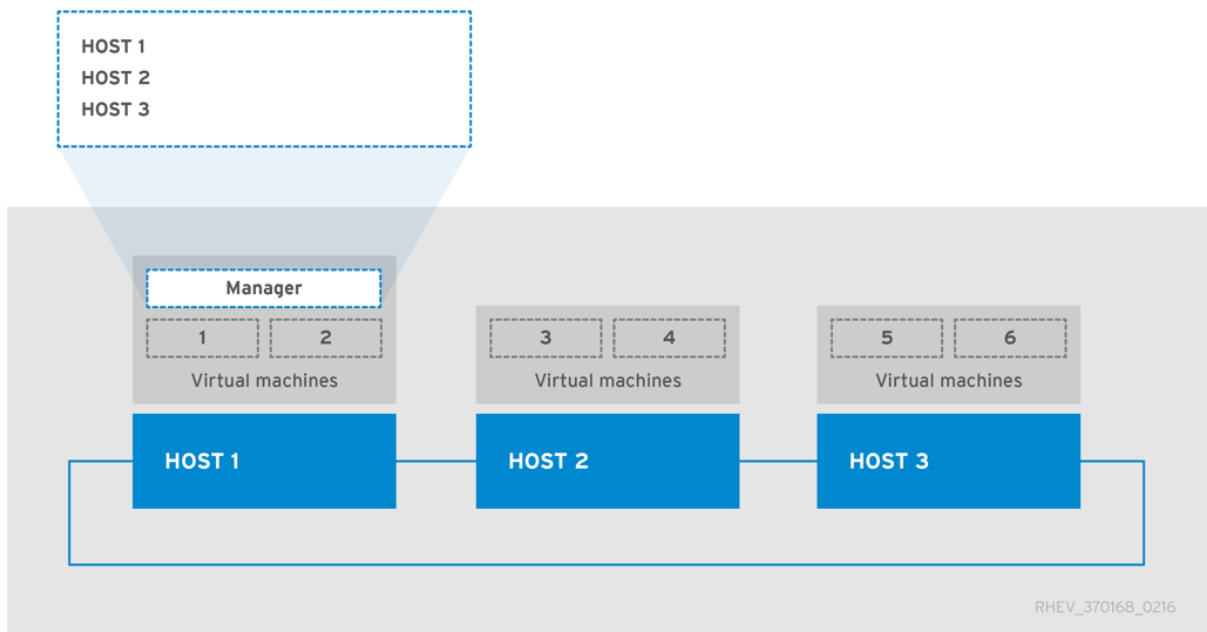 HOST 1
HOST 2
HOST 3
Manager
1 2
Virtual machines
3 4
Virtual machines
5 6
Virtual machines
HOST 1
HOST 2
HOST 3
RHEV_370168_0216